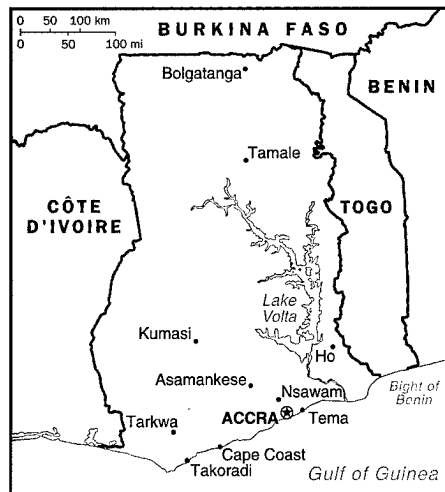 BURKINA FASO
0 50 100 km
0 50 100 mi
Bolgatanga
BENIN
Tamale
CÔTE
D'IVOIRE
TOGO
Lake
Volta
Kumasi
Ho
Asamankese
Nsawam
Bight of
Benin
ACCRA
Tema
Tarkwa
Cape Coast
Takoradi
Gulf of Guinea